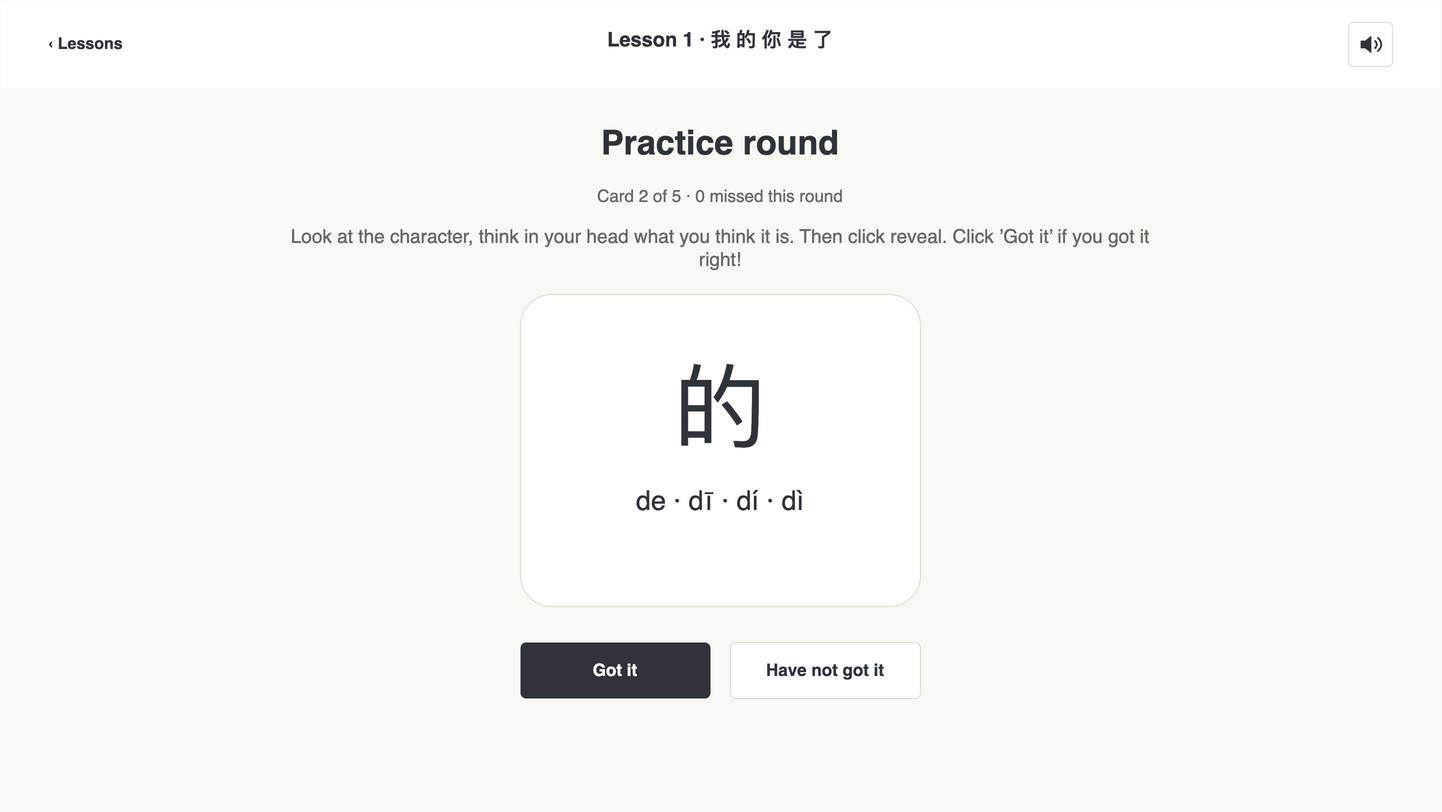 ‹ Lessons
Lesson 1 · 我 的 你 是 了
Practice round
Card 2 of 5 · 0 missed this round
Look at the character, think in your head what you think it is. Then click reveal. Click ’Got it’ if you got it
right!
的
de · dī · dí · dì
Got it
Have not got it